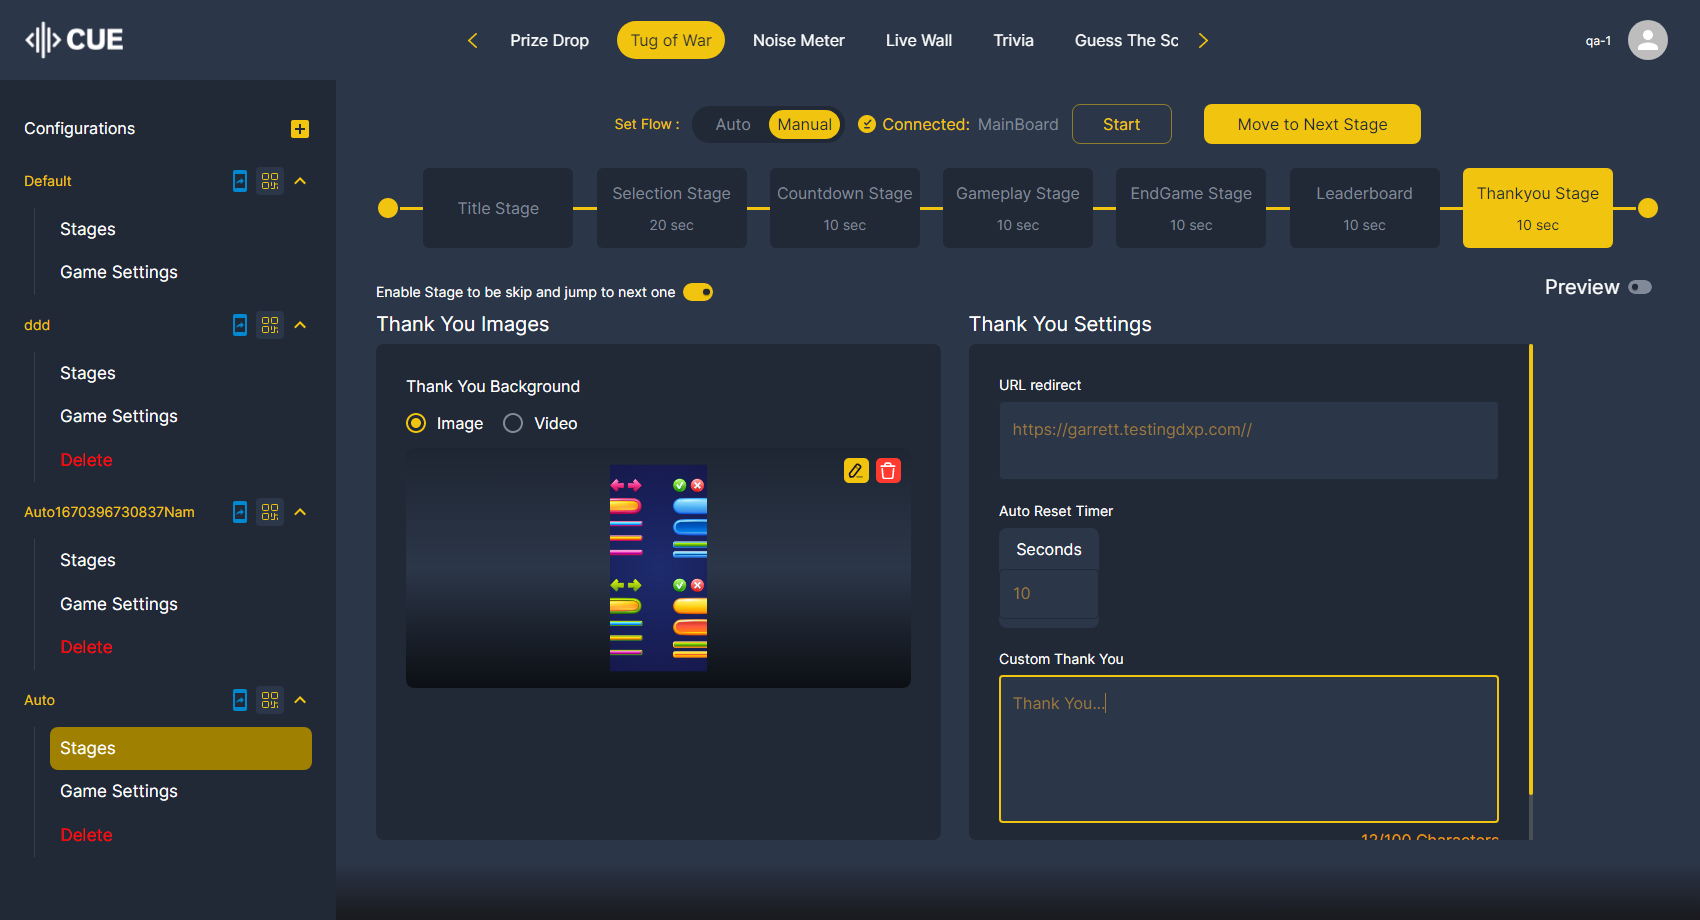 CUE
Prize Drop
Tug of War
Noise Meter
Live Wall
Trivia
Guess The Sc
qa-1
Configurations
Set Flow :
Auto
Manual
Connected: MainBoard
Start
Move to Next Stage
Default
Stages
Game Settings
ddd
Stages
Game Settings
Delete
Auto1670396730837Nam
Stages
Game Settings
Delete
Auto
Stages
Game Settings
Delete
Title Stage
Selection Stage
20 sec
Countdown Stage
10 sec
Gameplay Stage
10 sec
EndGame Stage
10 sec
Leaderboard
10 sec
Thankyou Stage
10 sec
Enable Stage to be skip and jump to next one
Preview
Thank You Images
Thank You Background
Image
Video
Thank You Settings
URL redirect
https://garrett.testingdxp.com//
Auto Reset Timer
Seconds
10
Custom Thank You
Thank You...
12/100 Characters